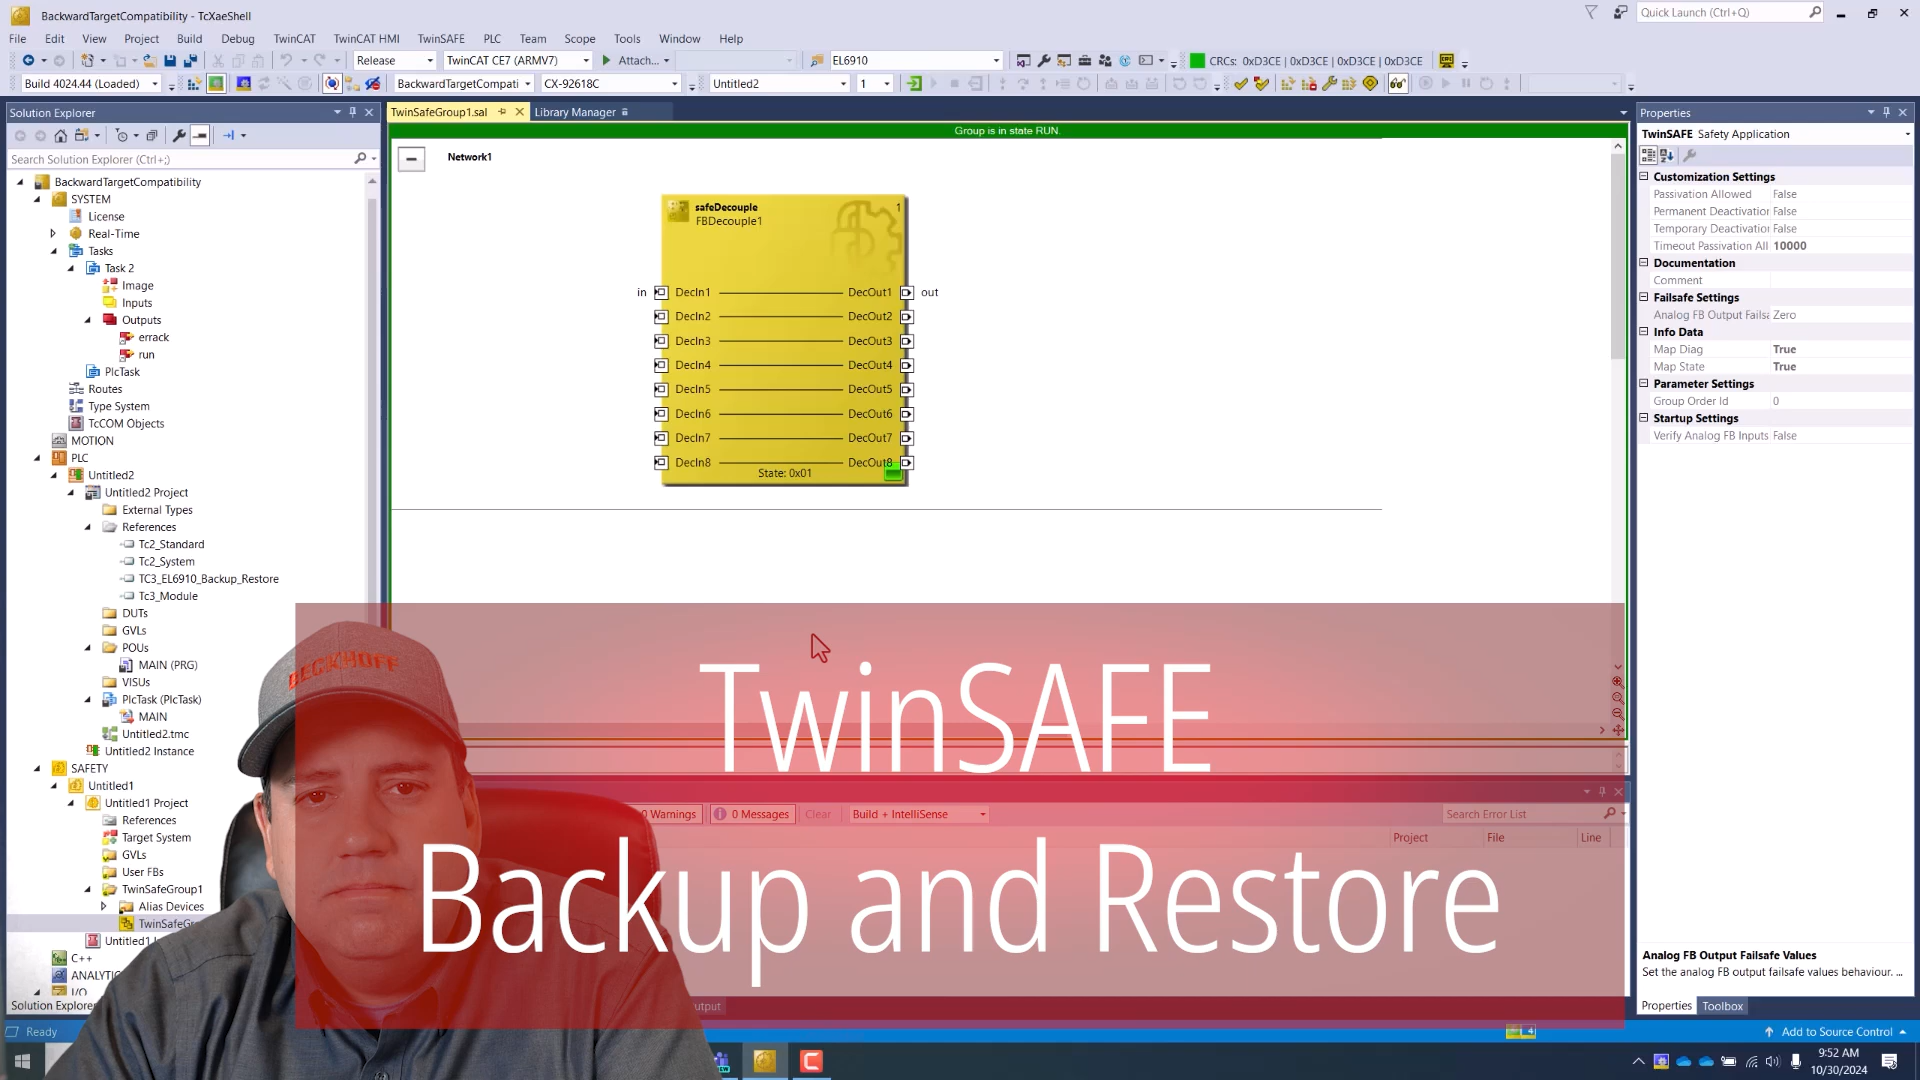 BackwardTargetCompatibility - TcXaeShell
Quick Launch (Ctrl+Q)
File Edit View Project Build Debug TwinCAT TwinCAT HMI TwinSAFE PLC Team Scope Tools Window Help
Release TwinCAT CE7 (ARMV7) Attach... EL6910 CRCs: 0xD3CE | 0xD3CE | 0xD3CE | 0xD3CE
Build 4024.44 (Loaded) BackwardTargetCompati CX-92618C Untitled2 1
Solution Explorer
Search Solution Explorer (Ctrl+;)
BackwardTargetCompatibility
SYSTEM
License
Real-Time
Tasks
Task 2
Image
Inputs
Outputs
errack
run
PlcTask
Routes
Type System
TcCOM Objects
MOTION
PLC
Untitled2
Untitled2 Project
External Types
References
Tc2_Standard
Tc2_System
TC3_EL6910_Backup_Restore
Tc3_Module
DUTs
GVLs
POUs
MAIN (PRG)
VISUs
PlcTask (PlcTask)
MAIN
Untitled2.tmc
Untitled2 Instance
SAFETY
Untitled1
Untitled1 Project
References
Target System
GVLs
User FBs
TwinSafeGroup1
Alias Devices
TwinSafeGro
Untitled1 I
C++
ANALYTIC
I/O
Solution Explorer
TwinSafeGroup1.sal Library Manager
Group is in state RUN.
Network1
safeDecouple 1
FBDecouple1
in DecIn1 DecOut1 out
DecIn2 DecOut2
DecIn3 DecOut3
DecIn4 DecOut4
DecIn5 DecOut5
DecIn6 DecOut6
DecIn7 DecOut7
DecIn8 DecOut8
State: 0x01
BECKHOFF
TwinSAFE
0 Warnings 0 Messages Clear Build + IntelliSense Search Error List
Project File Line
Backup and Restore
utput
Properties
TwinSAFE Safety Application
Customization Settings
Passivation Allowed False
Permanent Deactivation False
Temporary Deactivation False
Timeout Passivation All 10000
Documentation
Comment
Failsafe Settings
Analog FB Output Failsa Zero
Info Data
Map Diag True
Map State True
Parameter Settings
Group Order Id 0
Startup Settings
Verify Analog FB Inputs False
Analog FB Output Failsafe Values
Set the analog FB output failsafe values behaviour. ...
Properties Toolbox
Ready 4 Add to Source Control
9:52 AM
10/30/2024